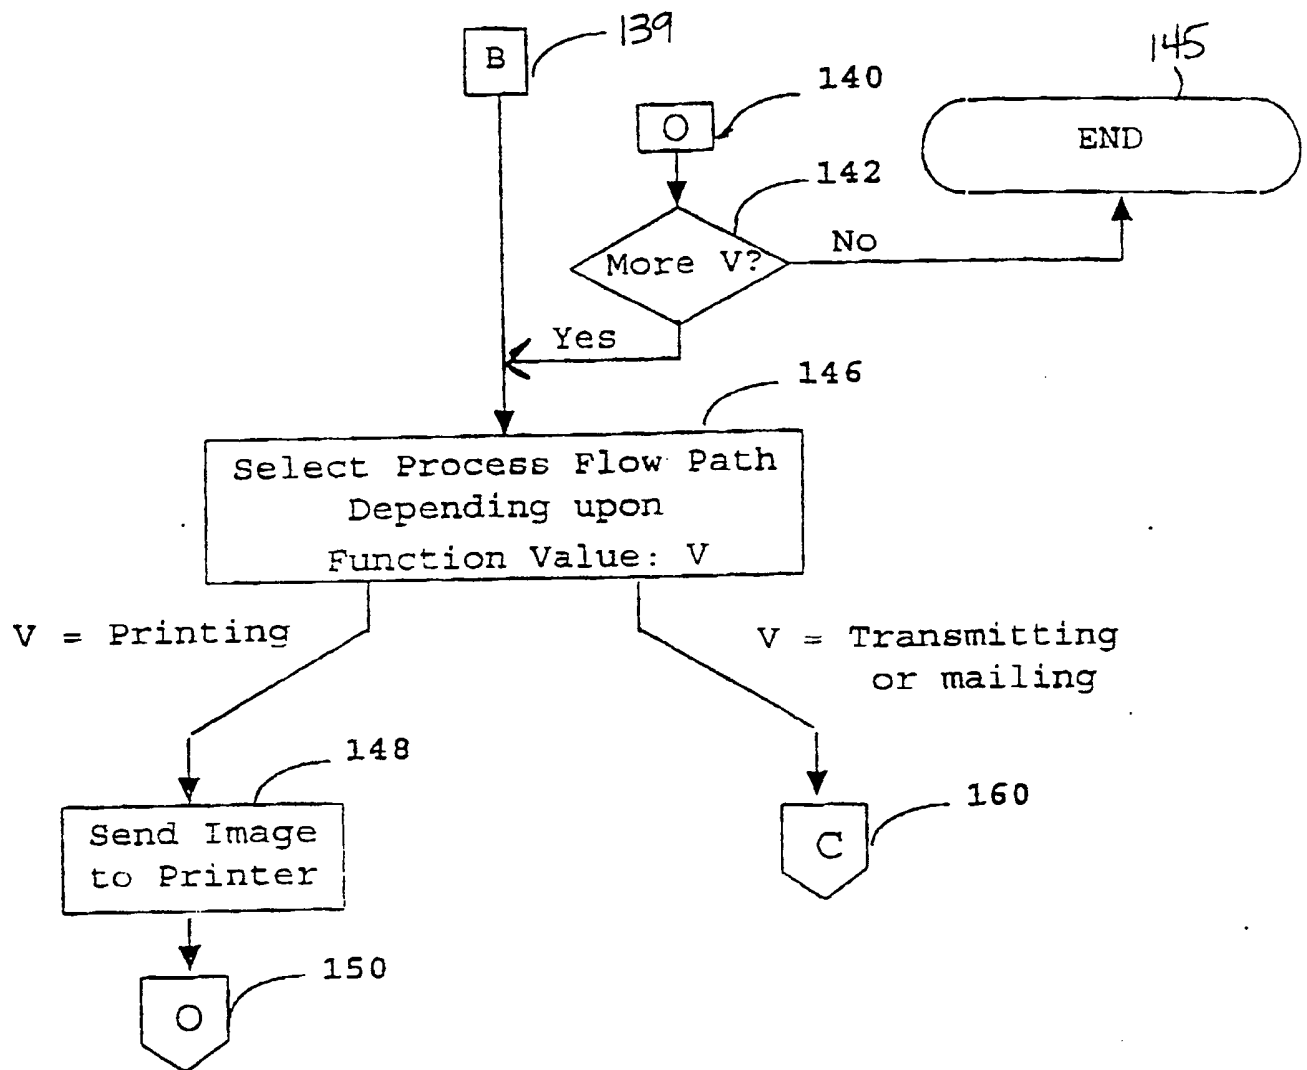 B
139
140
O
145
END
142
More V?
No
Yes
146
Select Process Flow Path
Depending upon
Function Value: V
V = Printing
V = Transmitting
or mailing
148
Send Image
to Printer
160
C
150
O